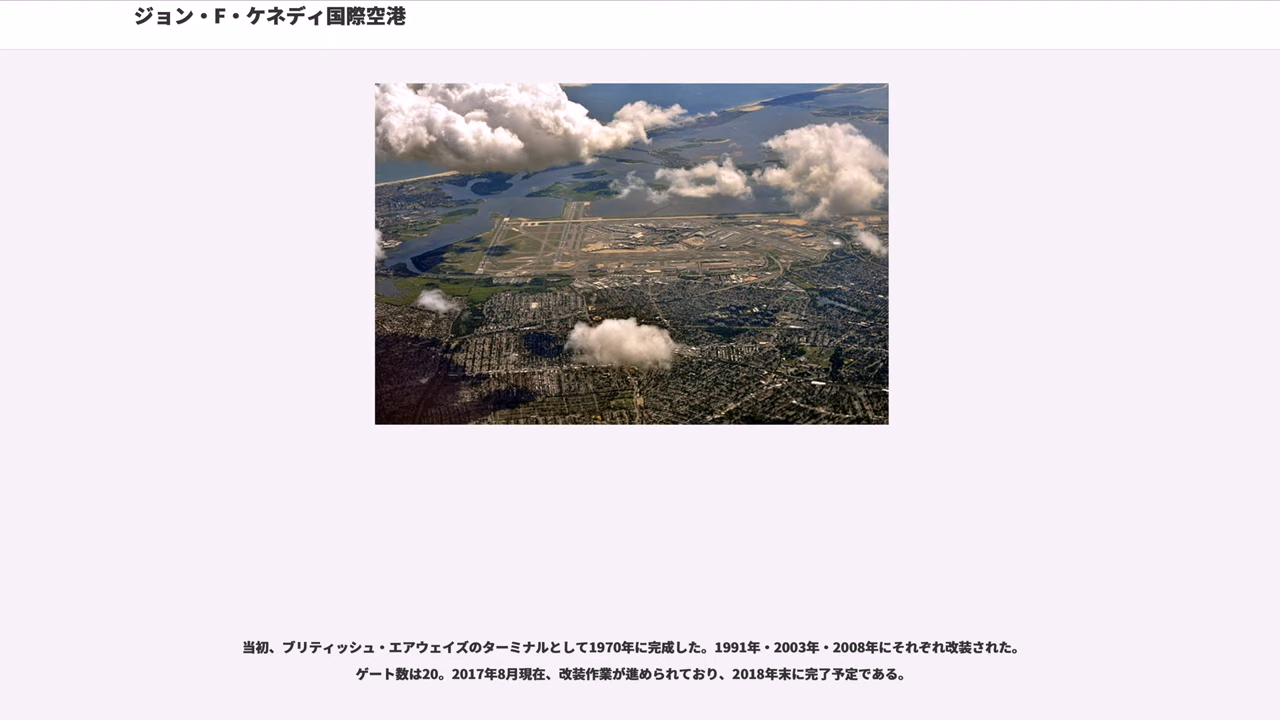 ジョン・F・ケネディ国際空港
当初、ブリティッシュ・エアウェイズのターミナルとして1970年に完成した。1991年・2003年・2008年にそれぞれ改装された。
ゲート数は20。2017年8月現在、改装作業が進められており、2018年末に完了予定である。